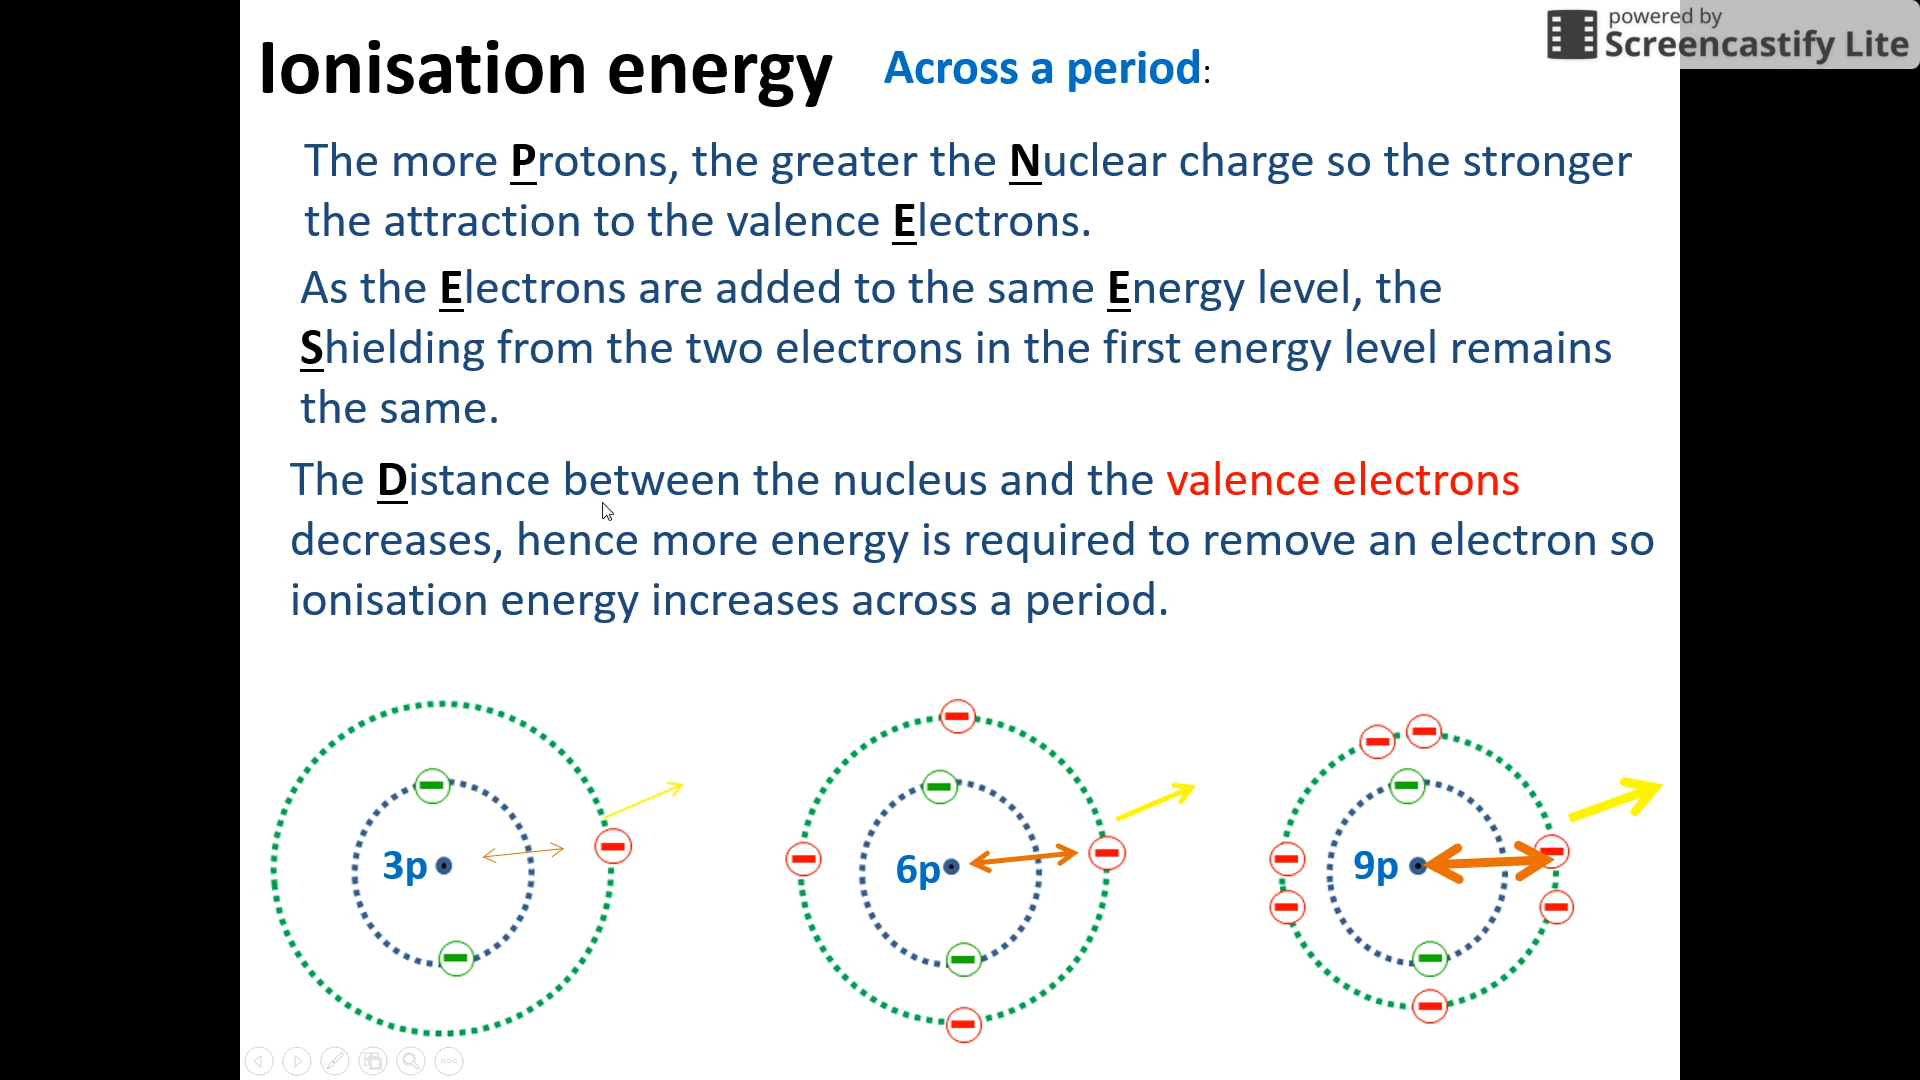 powered by
Screencastify Lite
Ionisation energy Across a period:
The more Protons, the greater the Nuclear charge so the stronger
the attraction to the valence Electrons.
As the Electrons are added to the same Energy level, the
Shielding from the two electrons in the first energy level remains
the same.
The Distance between the nucleus and the valence electrons
decreases, hence more energy is required to remove an electron so
ionisation energy increases across a period.
3p
6p
9p